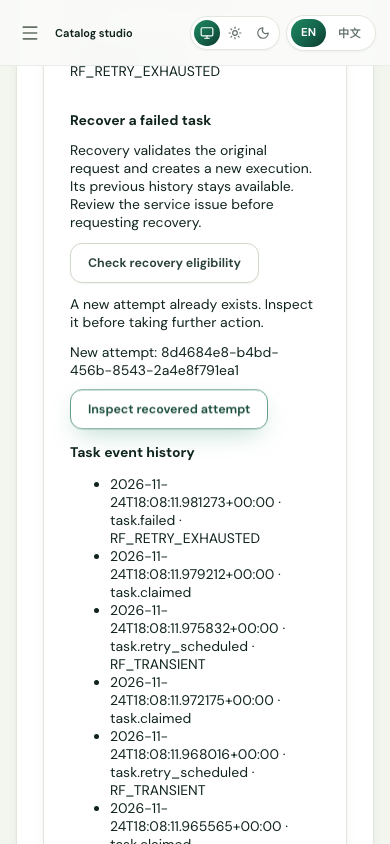 Catalog studio
EN
中文
RF_RETRY_EXHAUSTED
Recover a failed task
Recovery validates the original
request and creates a new execution.
Its previous history stays available.
Review the service issue before
requesting recovery.
Check recovery eligibility
A new attempt already exists. Inspect
it before taking further action.
New attempt: 8d4684e8-b4bd-
456b-8543-2a4e8f791ea1
Inspect recovered attempt
Task event history
2026-11-
24T18:08:11.981273+00:00 ·
task.failed ·
RF_RETRY_EXHAUSTED
2026-11-
24T18:08:11.979212+00:00 ·
task.claimed
2026-11-
24T18:08:11.975832+00:00 ·
task.retry_scheduled ·
RF_TRANSIENT
2026-11-
24T18:08:11.972175+00:00 ·
task.claimed
2026-11-
24T18:08:11.968016+00:00 ·
task.retry_scheduled ·
RF_TRANSIENT
2026-11-
24T18:08:11.965565+00:00 ·
task.claimed